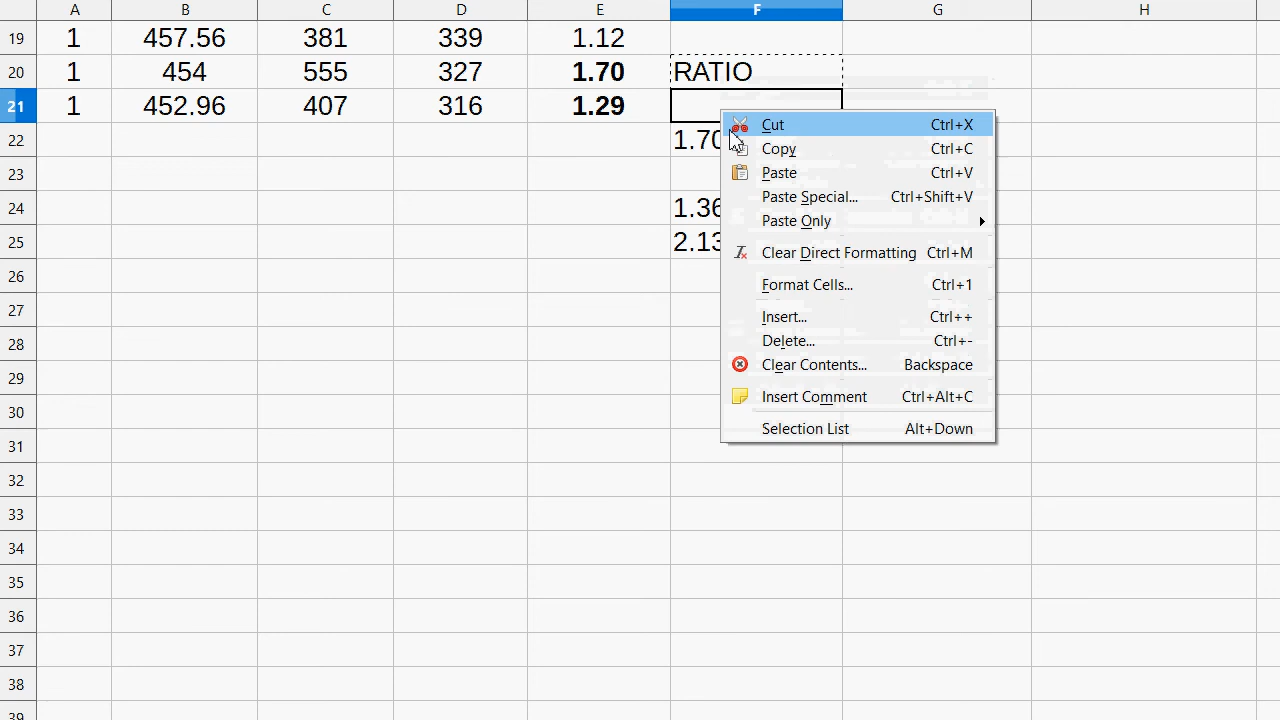 A B C D E F G H
19 1 457.56 381 339 1.12
20 1 454 555 327 1.70 RATIO
21 1 452.96 407 316 1.29
Cut Ctrl+X
22 1.70
Copy Ctrl+C
23 Paste Ctrl+V
Paste Special... Ctrl+Shift+V
24 1.36
Paste Only
25 2.13
Clear Direct Formatting Ctrl+M
26
Format Cells... Ctrl+1
27 Insert... Ctrl++
28 Delete... Ctrl+-
Clear Contents... Backspace
29
Insert Comment Ctrl+Alt+C
30
Selection List Alt+Down
31
32
33
34
35
36
37
38
39